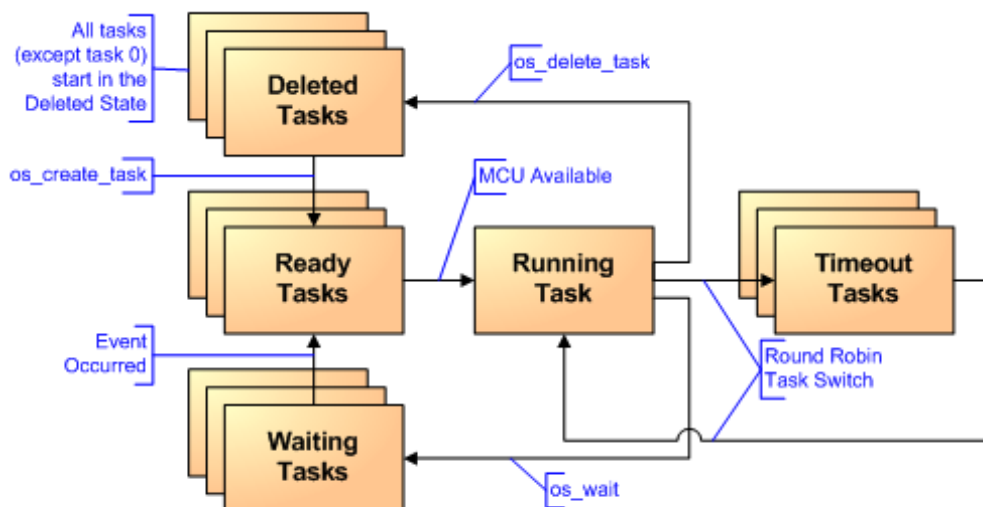 All tasks
(except task 0)
start in the
Deleted State
Deleted
Tasks
os_delete_task
os_create_task
MCU Available
Ready
Tasks
Running
Task
Timeout
Tasks
Event
Occurred
Round Robin
Task Switch
Waiting
Tasks
os_wait